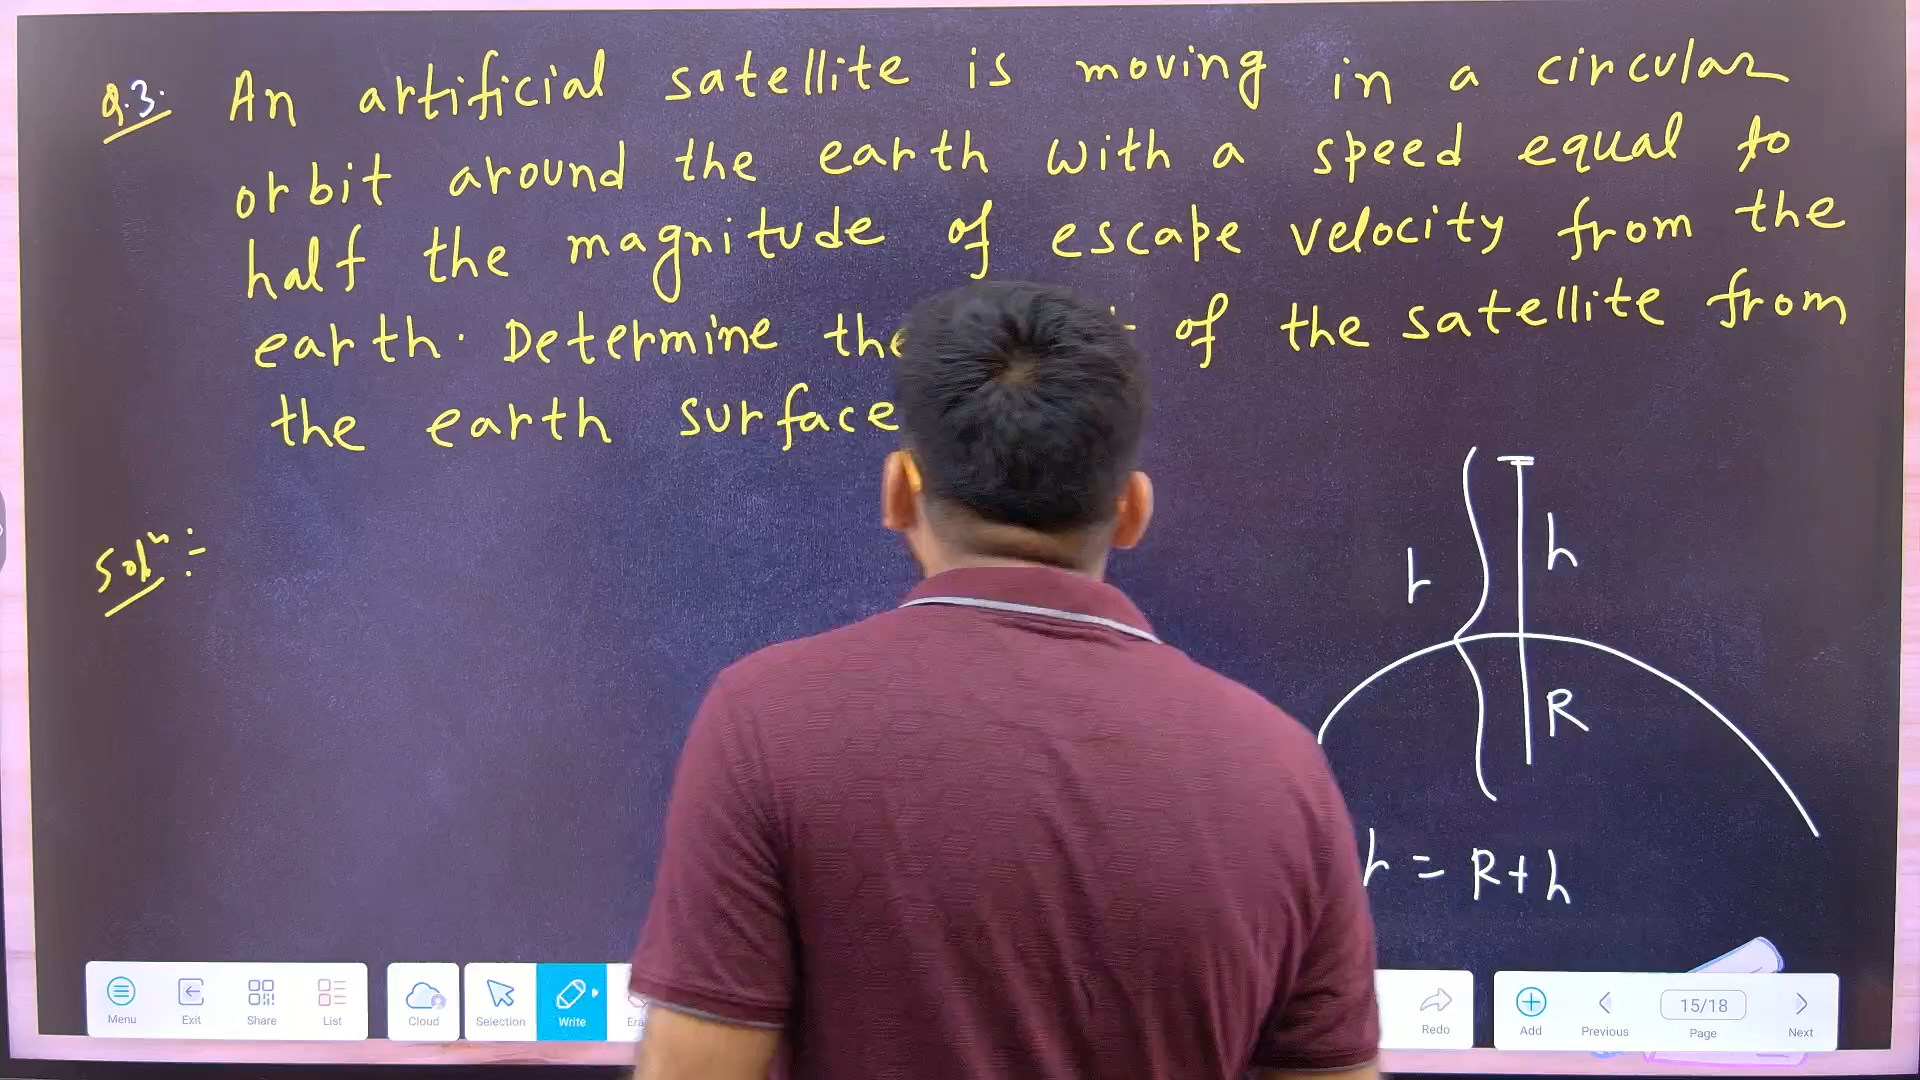 Q.3. An artificial satellite is moving in a circular
orbit around the earth with a speed equal to
half the magnitude of escape velocity from the
earth. Determine the of the satellite from
the earth surface
Solⁿ :-
r
h
R
r = R+h
Menu Exit Share List Cloud Selection Write Redo Add Previous 15/18 Page Next